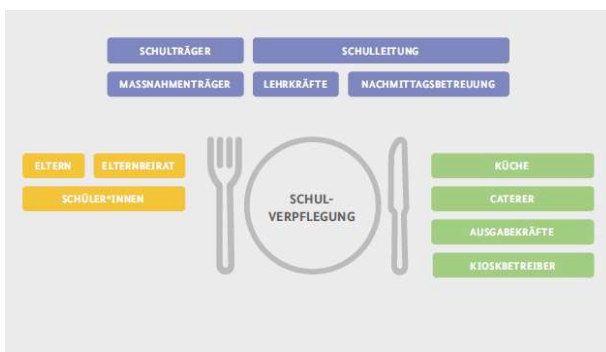 SCHULTRÄGER
SCHULLEITUNG
MASSNAHMENTRÄGER
LEHRKRÄFTE
NACHMITTAGSBETREUUNG
ELTERN
ELTERNBEIRAT
SCHÜLER*INNEN
SCHUL-
VERPFLEGUNG
KÜCHE
CATERER
AUSGABEKRÄFTE
KIOSKBETREIBER